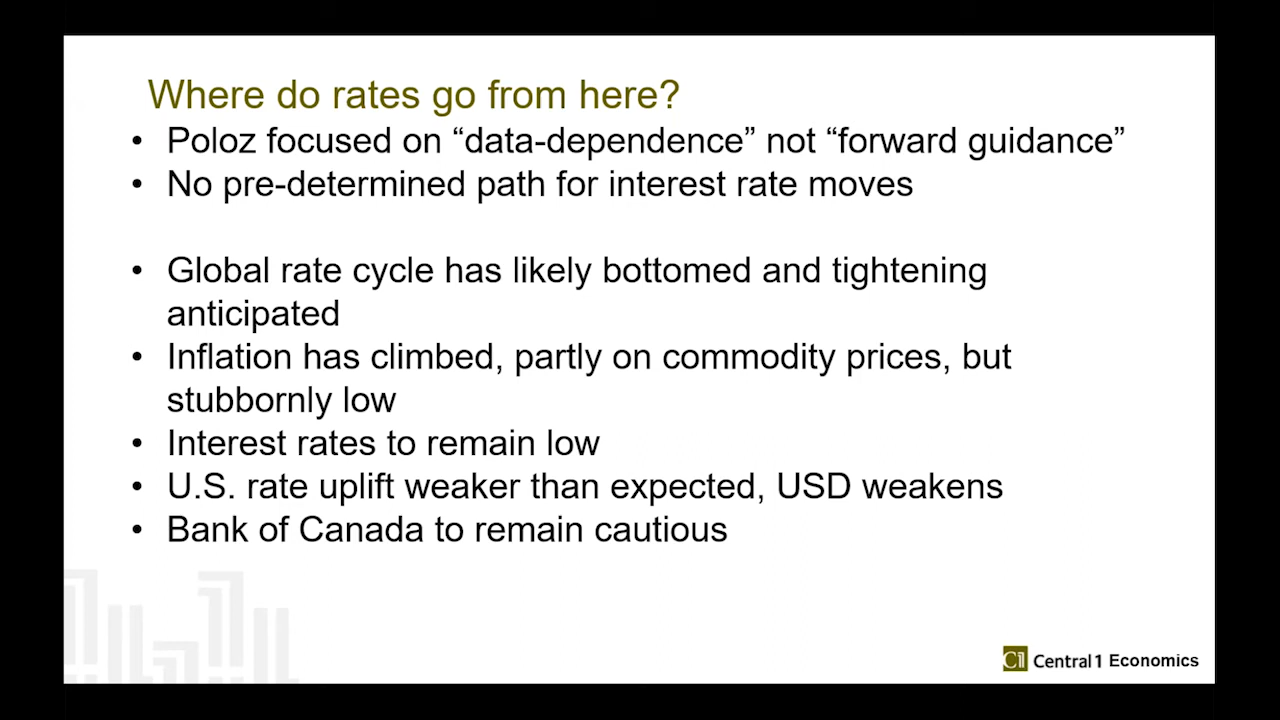 Where do rates go from here?
• Poloz focused on “data-dependence” not “forward guidance”
• No pre-determined path for interest rate moves
• Global rate cycle has likely bottomed and tightening
anticipated
• Inflation has climbed, partly on commodity prices, but
stubbornly low
• Interest rates to remain low
• U.S. rate uplift weaker than expected, USD weakens
• Bank of Canada to remain cautious
C1 Central 1 Economics